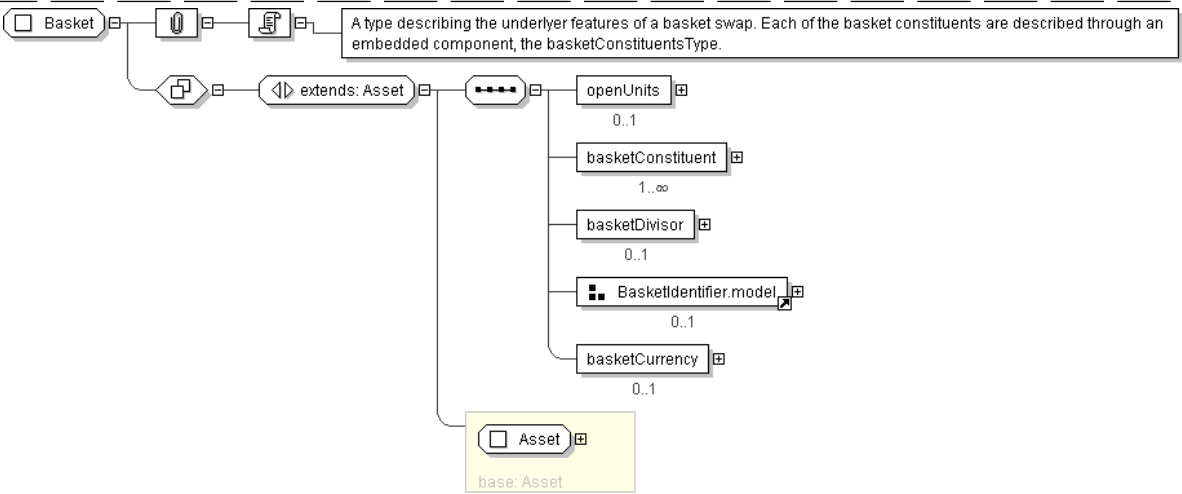 Basket
A type describing the underlyer features of a basket swap. Each of the basket constituents are described through an
embedded component, the basketConstituentsType.
extends: Asset
openUnits
0..1
basketConstituent
1..∞
basketDivisor
0..1
BasketIdentifier.model
0..1
basketCurrency
0..1
Asset
base: Asset